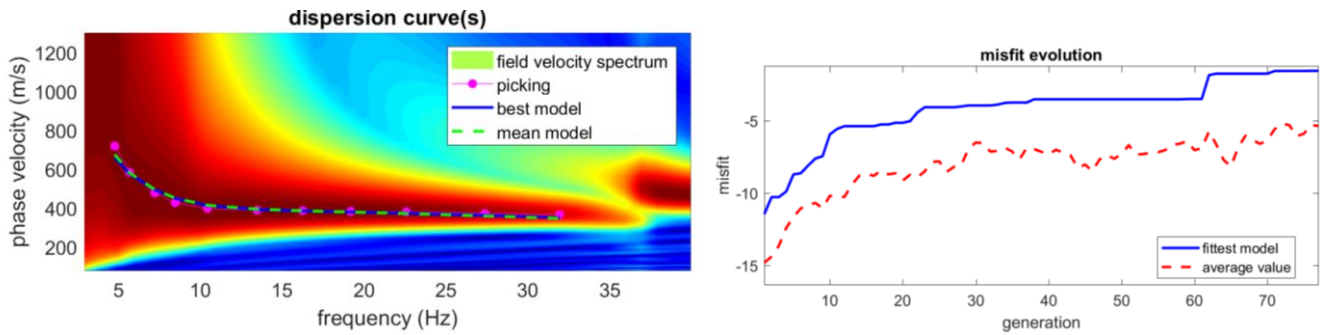 dispersion curve(s)
1200
1000
800
600
400
200
phase velocity (m/s)
field velocity spectrum
picking
best model
mean model
5 10 15 20 25 30 35
frequency (Hz)
misfit evolution
-5
-10
-15
misfit
fittest model
average value
10 20 30 40 50 60 70
generation